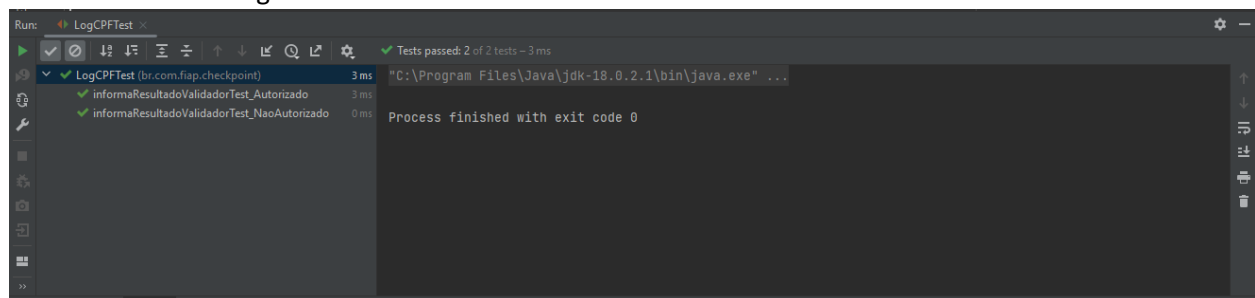 Run: LogCPFTest
Tests passed: 2 of 2 tests – 3 ms
LogCPFTest (br.com.fiap.checkpoint) 3 ms
informaResultadoValidadorTest_Autorizado 3 ms
informaResultadoValidadorTest_NaoAutorizado 0 ms
"C:\Program Files\Java\jdk-18.0.2.1\bin\java.exe" ...
Process finished with exit code 0